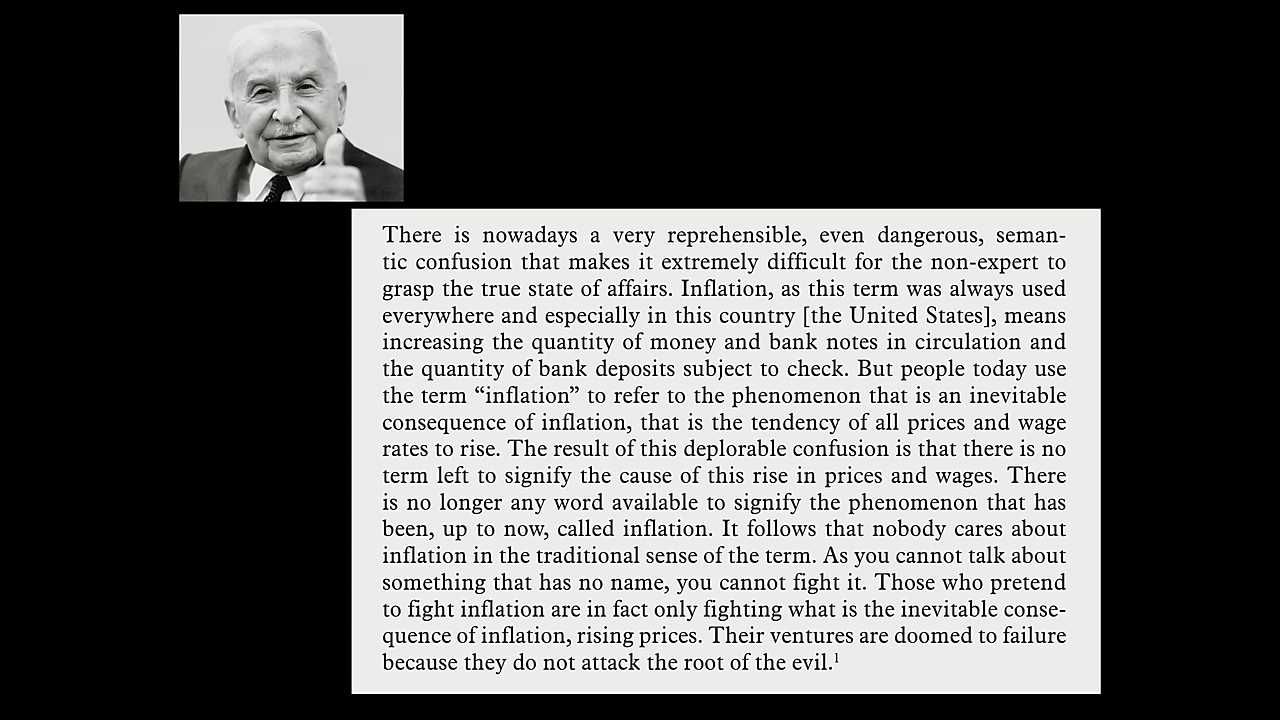 There is nowadays a very reprehensible, even dangerous, seman-
tic confusion that makes it extremely difficult for the non-expert to
grasp the true state of affairs. Inflation, as this term was always used
everywhere and especially in this country [the United States], means
increasing the quantity of money and bank notes in circulation and
the quantity of bank deposits subject to check. But people today use
the term “inflation” to refer to the phenomenon that is an inevitable
consequence of inflation, that is the tendency of all prices and wage
rates to rise. The result of this deplorable confusion is that there is no
term left to signify the cause of this rise in prices and wages. There
is no longer any word available to signify the phenomenon that has
been, up to now, called inflation. It follows that nobody cares about
inflation in the traditional sense of the term. As you cannot talk about
something that has no name, you cannot fight it. Those who pretend
to fight inflation are in fact only fighting what is the inevitable conse-
quence of inflation, rising prices. Their ventures are doomed to failure
because they do not attack the root of the evil.¹